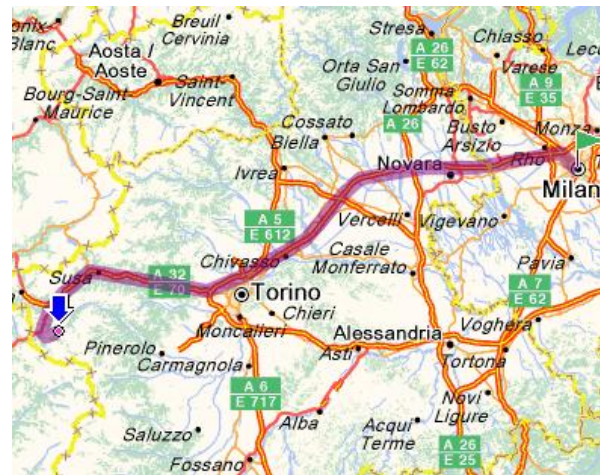 onix
Blanc
Breuil
Cervinia
Stresa
A 26
E 62
Chiasso
Lecc
Aosta /
Aoste
Orta San
Giulio
Varese
A 9
E 35
Bourg-Saint-
Maurice
Saint-
Vincent
Somma
Lombardo
Cossato
A 26
Busto
Arsizio
Monza
Biella
Ivrea
Novara
Rho
Milan
A 5
E 612
Vercelli
Vigevano
Susa
A 32
E 70
Chivasso
Casale
Monferrato
Pavia
A 7
E 62
Torino
Chieri
Moncalieri
Alessandria
Voghera
Pinerolo
Carmagnola
Asti
Tortona
A 6
E 717
Novi
Ligure
Alba
Acqui
Terme
Saluzzo
A 26
E 25
Fossano